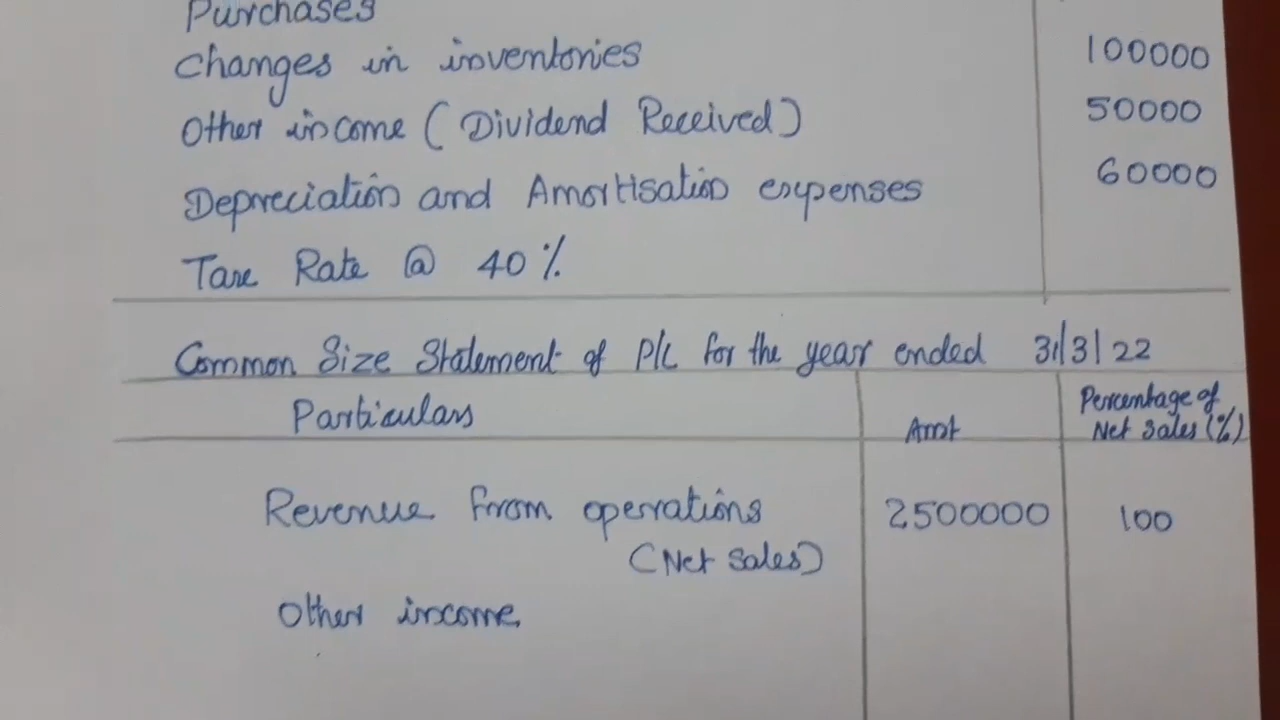 Purchases
Changes in inventories 100000
Other income (Dividend Received) 50000
Depreciation and Amortisation expenses 60000
Tax Rate @ 40%
Common Size Statement of P/L for the year ended 31/3/22
Particulars Amt Percentage of Net Sales (%)
Revenue from operations 2500000 100
(Net Sales)
Other income